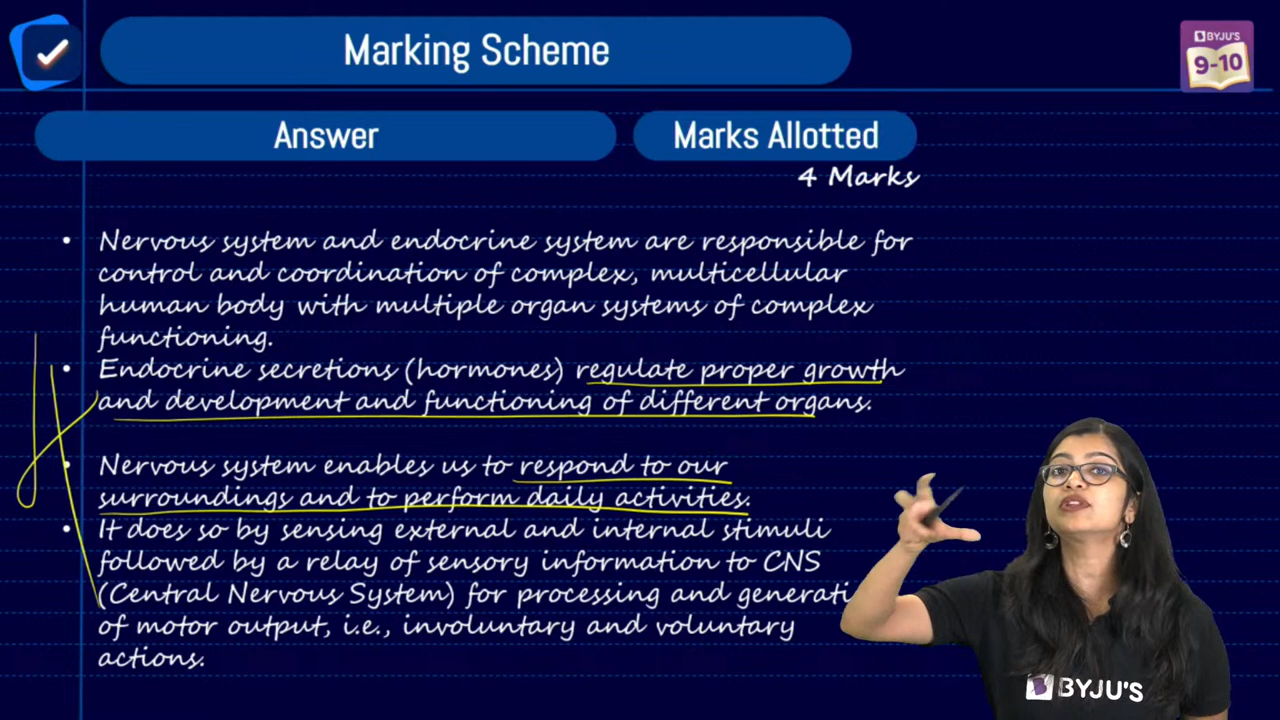 Marking Scheme
BYJU'S
9-10
Answer
Marks Allotted
4 Marks
• Nervous system and endocrine system are responsible for
control and coordination of complex, multicellular
human body with multiple organ systems of complex
functioning.
• Endocrine secretions (hormones) regulate proper growth
and development and functioning of different organs.
• Nervous system enables us to respond to our
surroundings and to perform daily activities.
• It does so by sensing external and internal stimuli
followed by a relay of sensory information to CNS
(Central Nervous System) for processing and generati
of motor output, i.e., involuntary and voluntary
actions.
BYJU'S